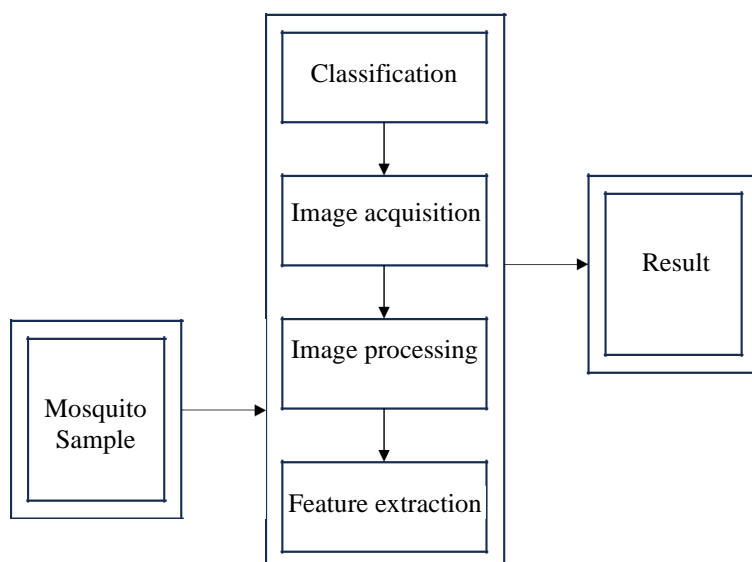 Classification
Image acquisition
Result
Image processing
Mosquito
Sample
Feature extraction